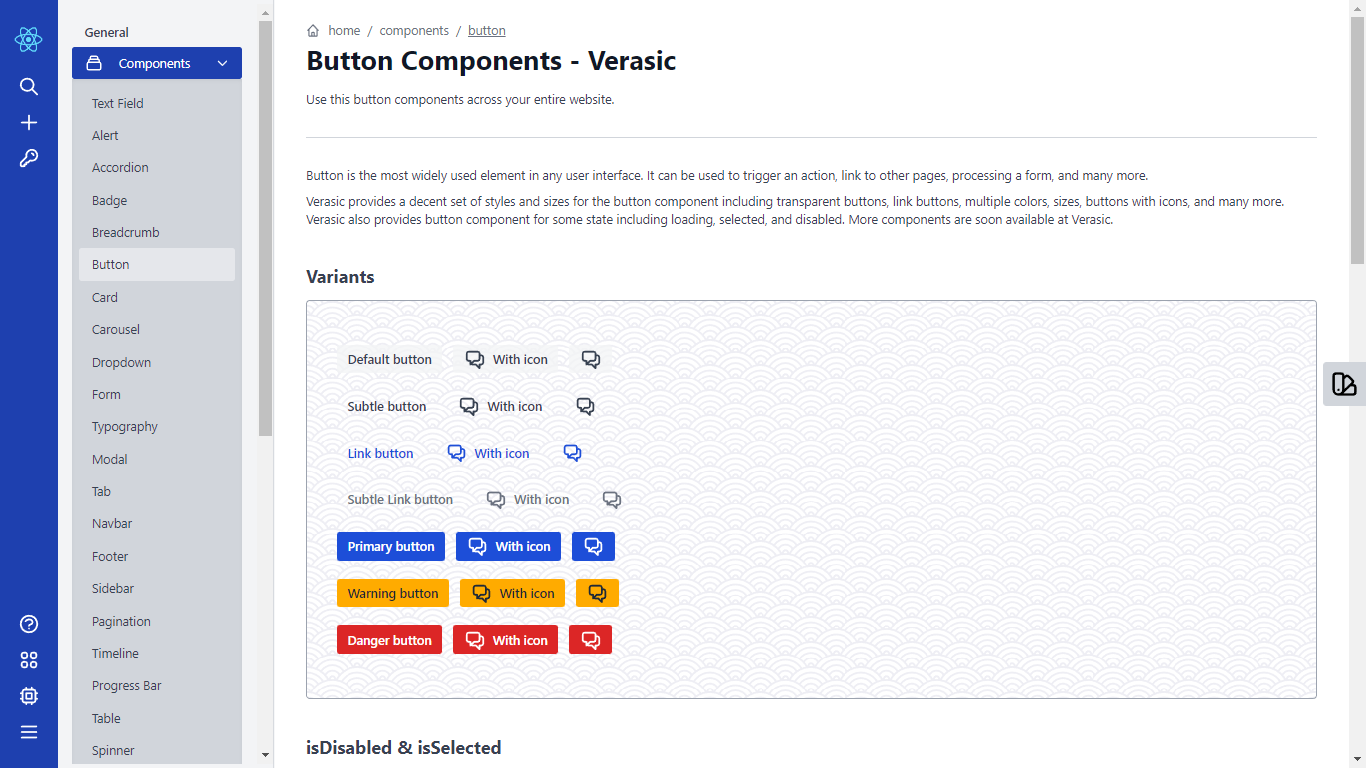 General
Components
Text Field
Alert
Accordion
Badge
Breadcrumb
Button
Card
Carousel
Dropdown
Form
Typography
Modal
Tab
Navbar
Footer
Sidebar
Pagination
Timeline
Progress Bar
Table
Spinner
home / components / button
Button Components - Verasic
Use this button components across your entire website.
Button is the most widely used element in any user interface. It can be used to trigger an action, link to other pages, processing a form, and many more.
Verasic provides a decent set of styles and sizes for the button component including transparent buttons, link buttons, multiple colors, sizes, buttons with icons, and many more.
Verasic also provides button component for some state including loading, selected, and disabled. More components are soon available at Verasic.
Variants
Default button With icon
Subtle button With icon
Link button With icon
Subtle Link button With icon
Primary button With icon
Warning button With icon
Danger button With icon
isDisabled & isSelected